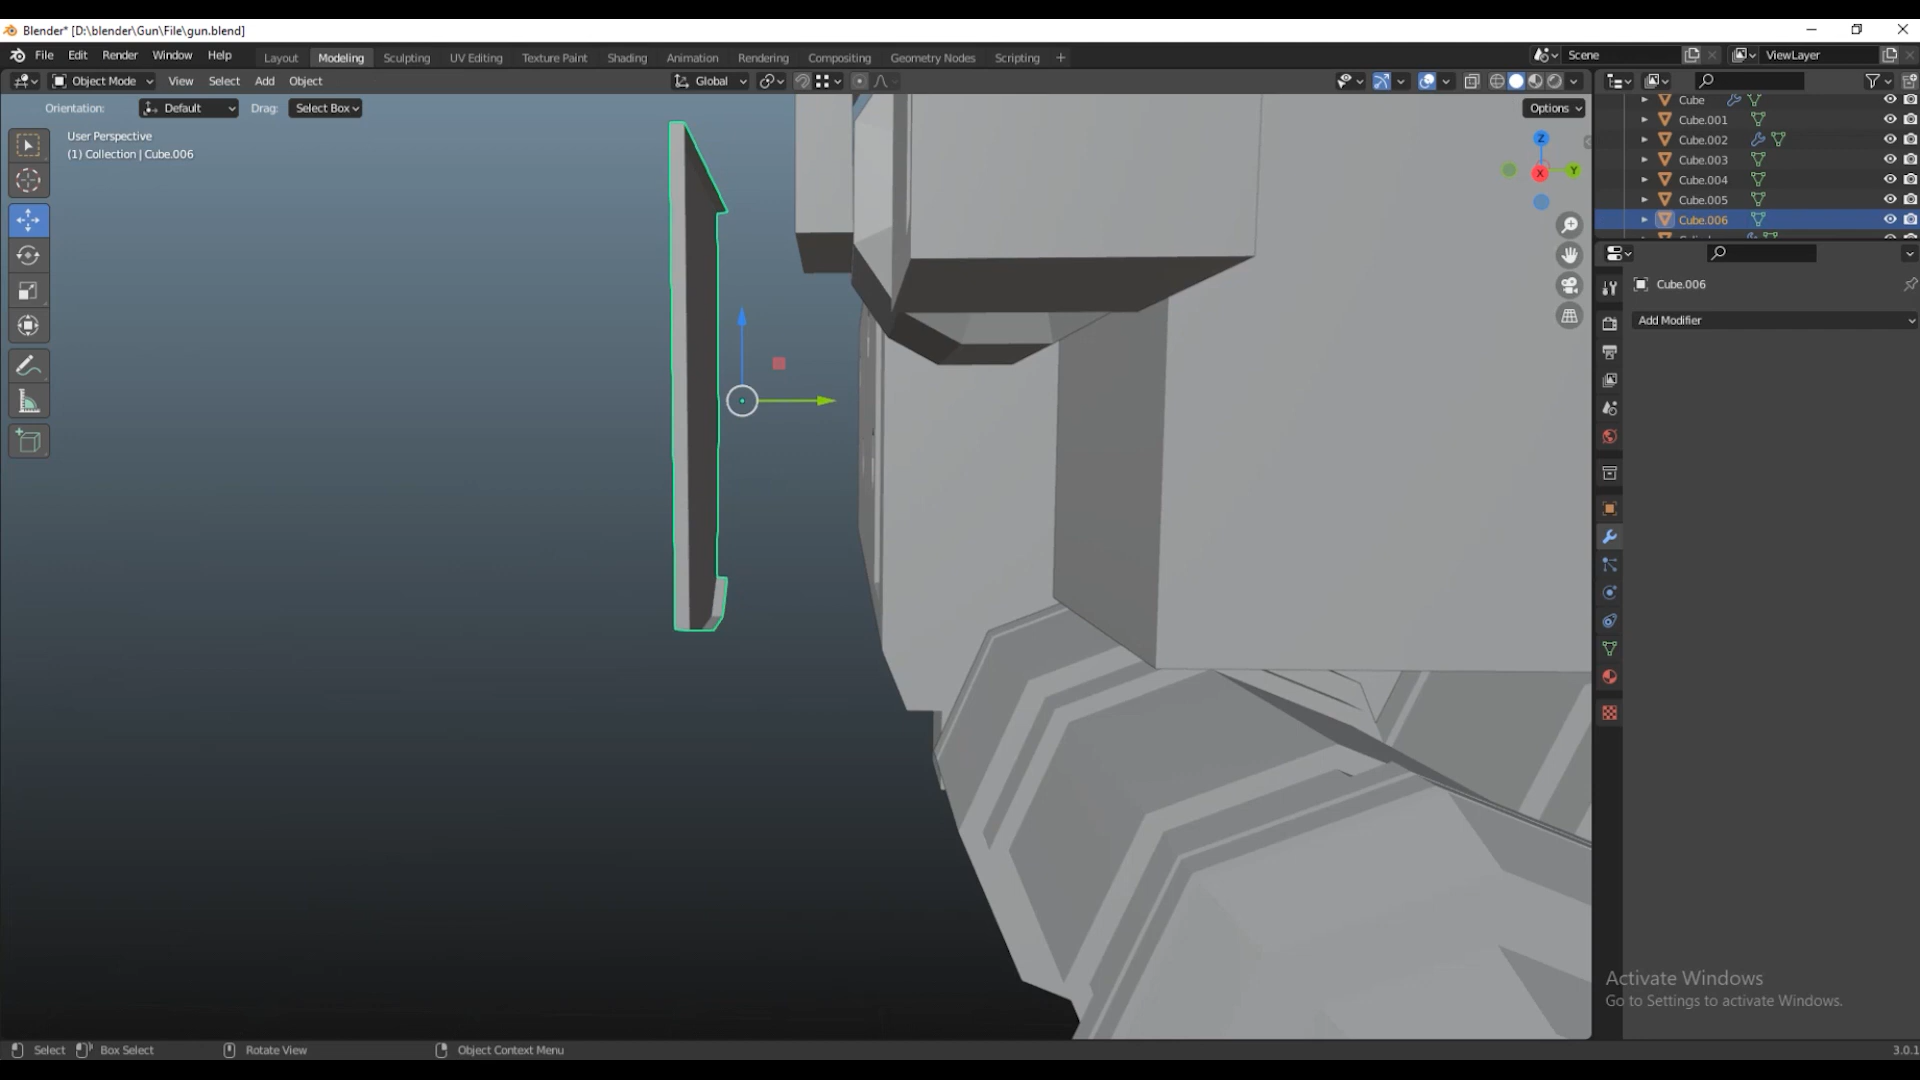 Blender* [D:\blender\Gun\File\gun.blend]
File Edit Render Window Help Layout Modeling Sculpting UV Editing Texture Paint Shading Animation Rendering Compositing Geometry Nodes Scripting + Scene ViewLayer
Object Mode View Select Add Object Global
Orientation: Default Drag: Select Box Options
User Perspective
(1) Collection | Cube.006
Z
Y
X
Cube
Cube.001
Cube.002
Cube.003
Cube.004
Cube.005
Cube.006
Cube.006
Add Modifier
Activate Windows
Go to Settings to activate Windows.
Select Box Select Rotate View Object Context Menu 3.0.1